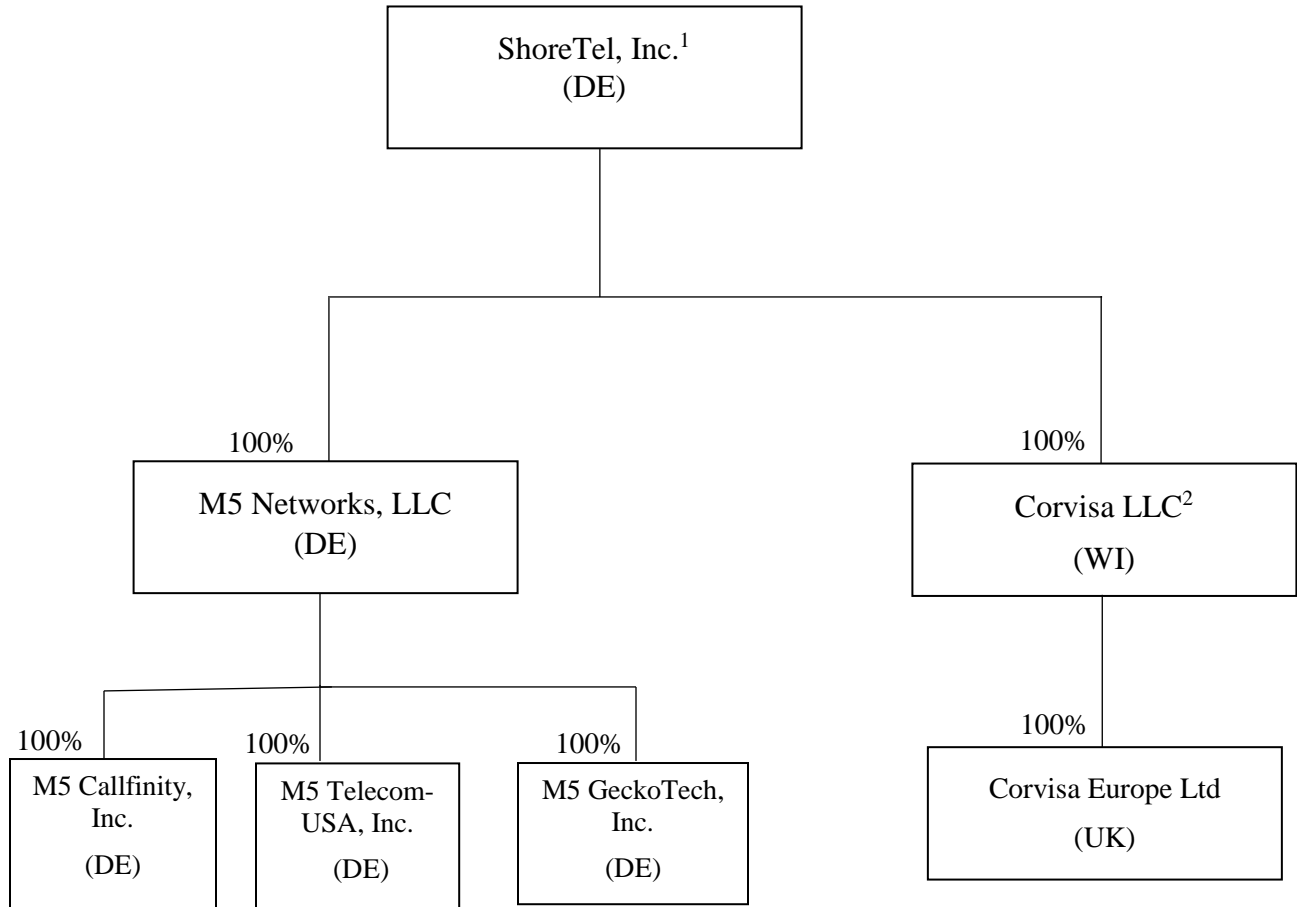 ShoreTel, Inc.1
(DE)
100%
M5 Networks, LLC
(DE)
100%
Corvisa LLC2
(WI)
100%
M5 Callfinity,
Inc.
(DE)
100%
M5 Telecom-
USA, Inc.
(DE)
100%
M5 GeckoTech,
Inc.
(DE)
100%
Corvisa Europe Ltd
(UK)